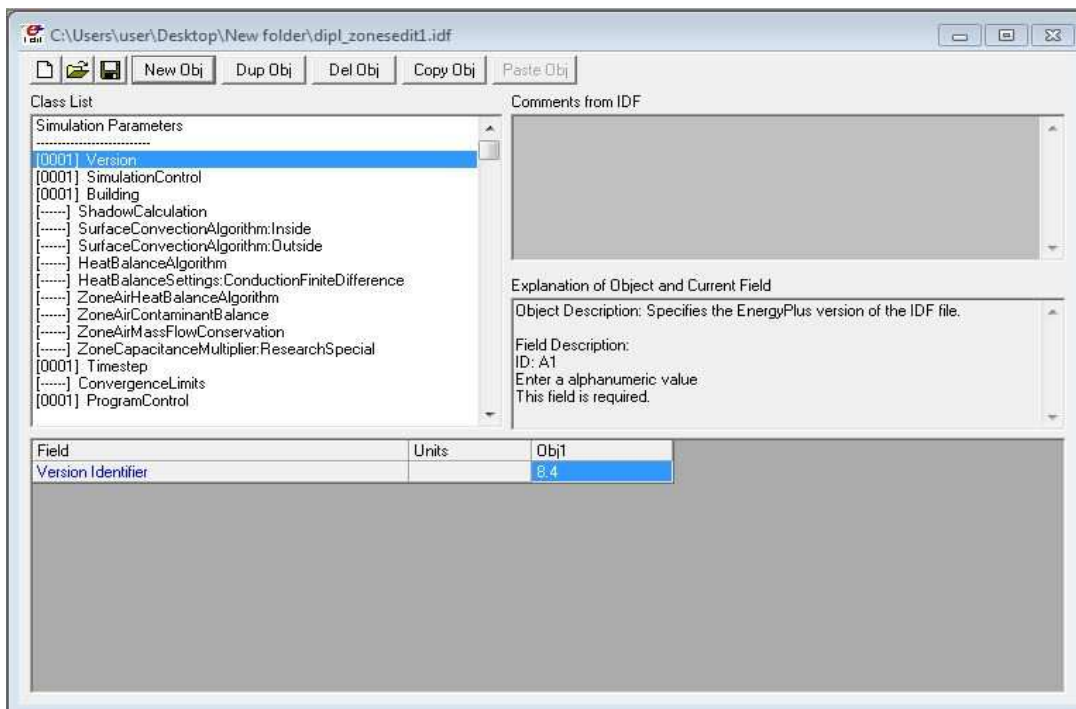 C:\Users\user\Desktop\New folder\dipl_zonesedit1.idf
New Obj Dup Obj Del Obj Copy Obj Paste Obj
Class List
Simulation Parameters
--------------------------
[0001] Version
[0001] SimulationControl
[0001] Building
[------] ShadowCalculation
[------] SurfaceConvectionAlgorithm:Inside
[------] SurfaceConvectionAlgorithm:Outside
[------] HeatBalanceAlgorithm
[------] HeatBalanceSettings:ConductionFiniteDifference
[------] ZoneAirHeatBalanceAlgorithm
[------] ZoneAirContaminantBalance
[------] ZoneAirMassFlowConservation
[------] ZoneCapacitanceMultiplier:ResearchSpecial
[0001] Timestep
[------] ConvergenceLimits
[0001] ProgramControl
Comments from IDF
Explanation of Object and Current Field
Object Description: Specifies the EnergyPlus version of the IDF file.
Field Description:
ID: A1
Enter a alphanumeric value
This field is required.
Field Units Obj1
Version Identifier 8.4